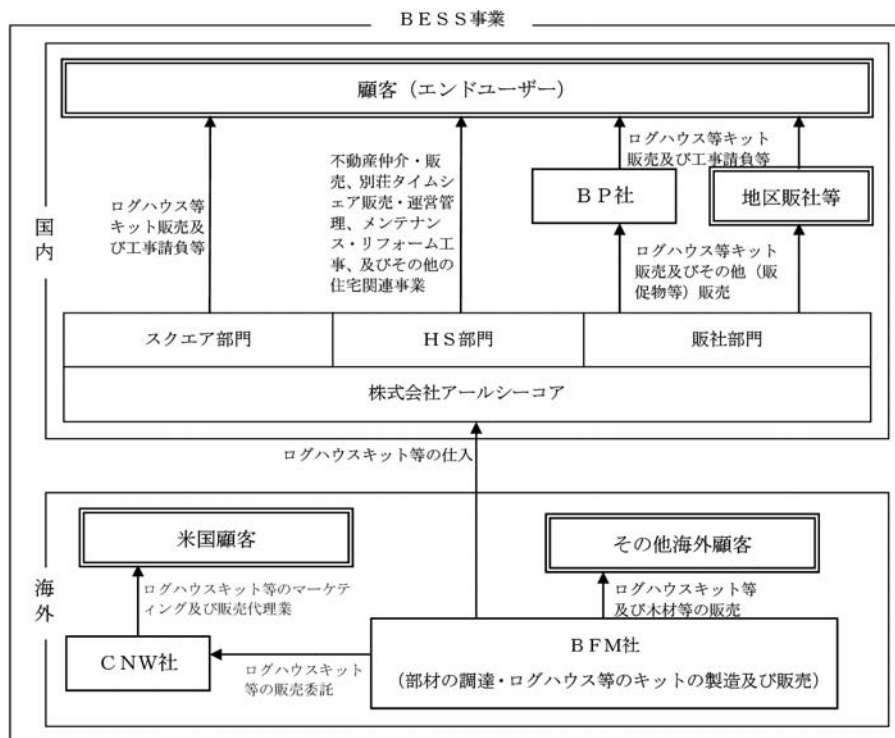 ＢＥＳＳ事業
国内
顧客（エンドユーザー）
ログハウス等
キット販売及
び工事請負等
不動産仲介・販
売、別荘タイムシ
ェア販売・運営管
理、メンテナン
ス・リフォーム工
事、及びその他の
住宅関連事業
ログハウス等キット
販売及び工事請負等
ＢＰ社
地区販社等
ログハウス等キット
販売及びその他（販
促物等）販売
スクエア部門
ＨＳ部門
販社部門
株式会社アールシーコア
ログハウスキット等の仕入
海外
米国顧客
その他海外顧客
ログハウスキット等のマーケテ
ィング及び販売代理業
ログハウスキット等
及び木材等の販売
ＣＮＷ社
ログハウスキット
等の販売委託
ＢＦＭ社
（部材の調達・ログハウス等のキットの製造及び販売）